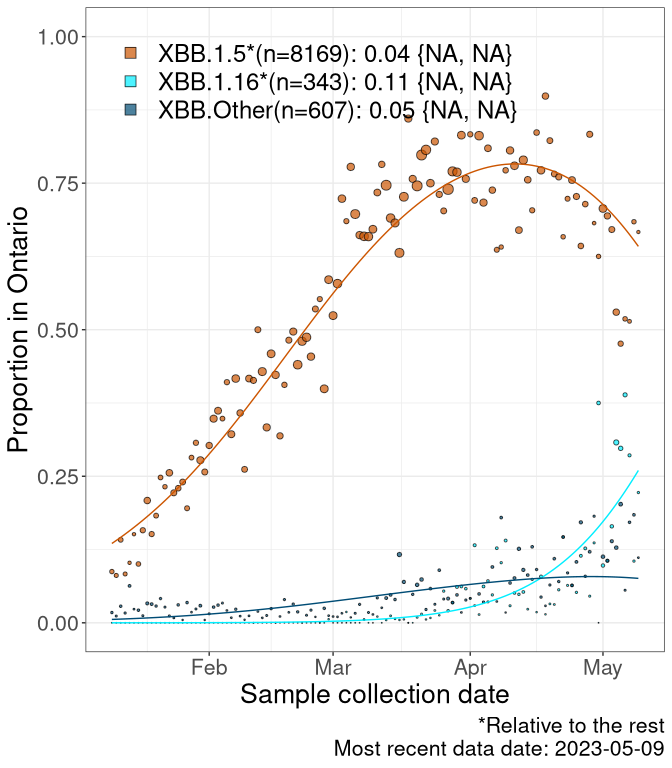 1.00
XBB.1.5*(n=8169): 0.04 {NA, NA}
XBB.1.16*(n=343): 0.11 {NA, NA}
XBB.Other(n=607): 0.05 {NA, NA}
0.75
Proportion in Ontario
0.50
0.25
0.00
Feb Mar Apr May
Sample collection date
*Relative to the rest
Most recent data date: 2023-05-09